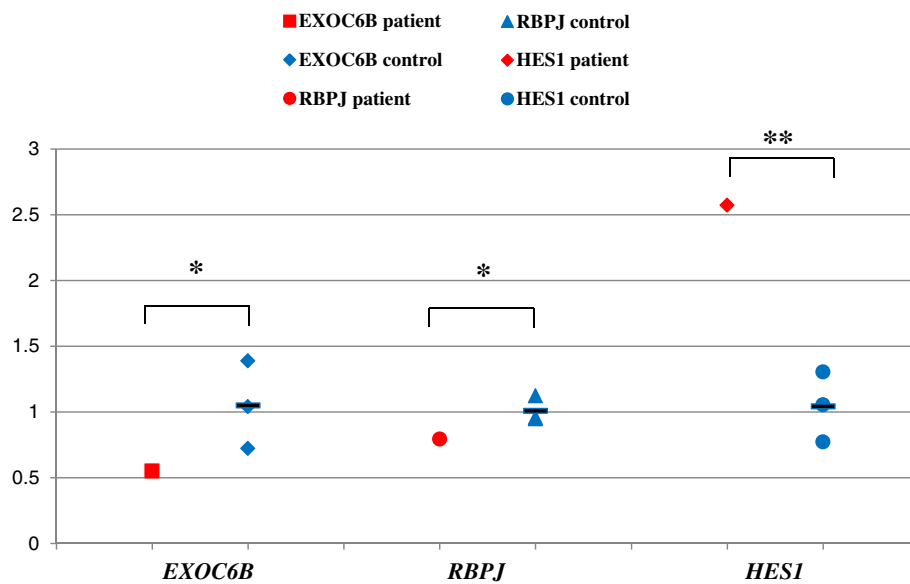 EXOC6B patient RBPJ control
EXOC6B control HES1 patient
RBPJ patient HES1 control
3
**
2.5
*
*
2
1.5
1
0.5
0
EXOC6B RBPJ HES1